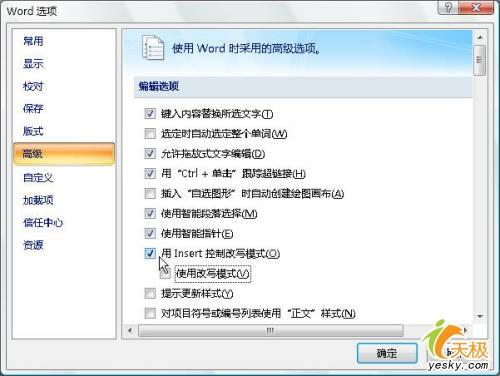 Word 选项
常用
显示
校对
保存
版式
高级
自定义
加载项
信任中心
资源
使用 Word 时采用的高级选项。
编辑选项
键入内容替换所选文字(T)
选定时自动选定整个单词(W)
允许拖放式文字编辑(D)
用“Ctrl + 单击”跟踪超链接(H)
插入“自选图形”时自动创建绘图画布(A)
使用智能段落选择(M)
使用智能指针(E)
用 Insert 控制改写模式(O)
使用改写模式(V)
提示更新样式(Y)
对项目符号或编号列表使用“正文”样式(N)
确定
天极
yesky.com